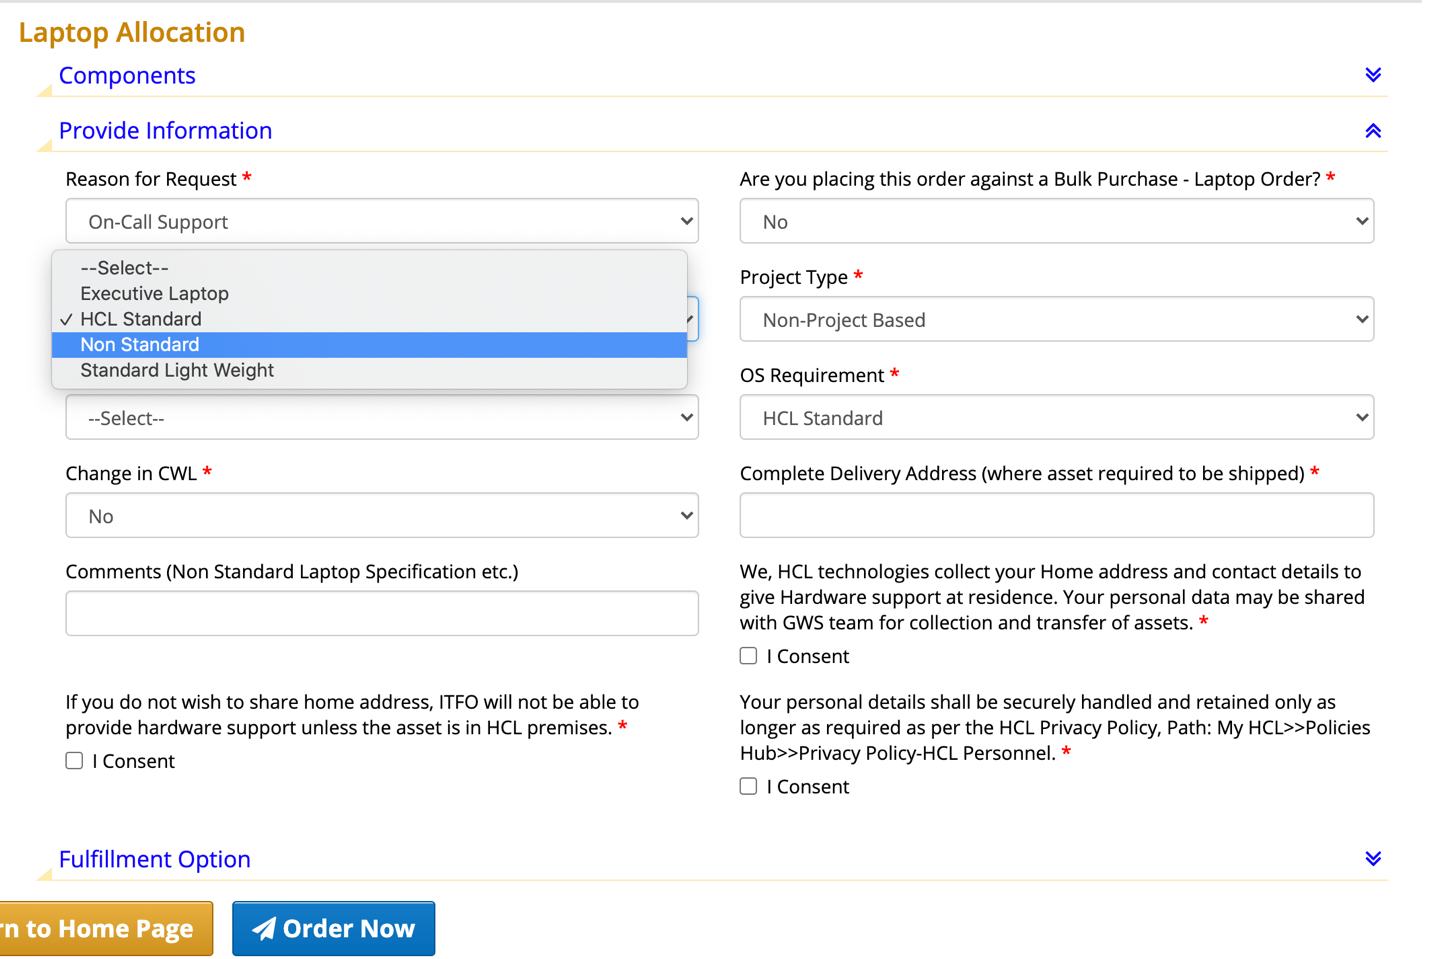 Laptop Allocation
Components
Provide Information
Reason for Request *
On-Call Support
Are you placing this order against a Bulk Purchase - Laptop Order? *
No
--Select--
Executive Laptop
✓ HCL Standard
Non Standard
Standard Light Weight
Project Type *
Non-Project Based
--Select--
OS Requirement *
HCL Standard
Change in CWL *
No
Complete Delivery Address (where asset required to be shipped) *
Comments (Non Standard Laptop Specification etc.)
We, HCL technologies collect your Home address and contact details to
give Hardware support at residence. Your personal data may be shared
with GWS team for collection and transfer of assets. *
I Consent
If you do not wish to share home address, ITFO will not be able to
provide hardware support unless the asset is in HCL premises. *
I Consent
Your personal details shall be securely handled and retained only as
longer as required as per the HCL Privacy Policy, Path: My HCL>>Policies
Hub>>Privacy Policy-HCL Personnel. *
I Consent
Fulfillment Option
rn to Home Page
Order Now